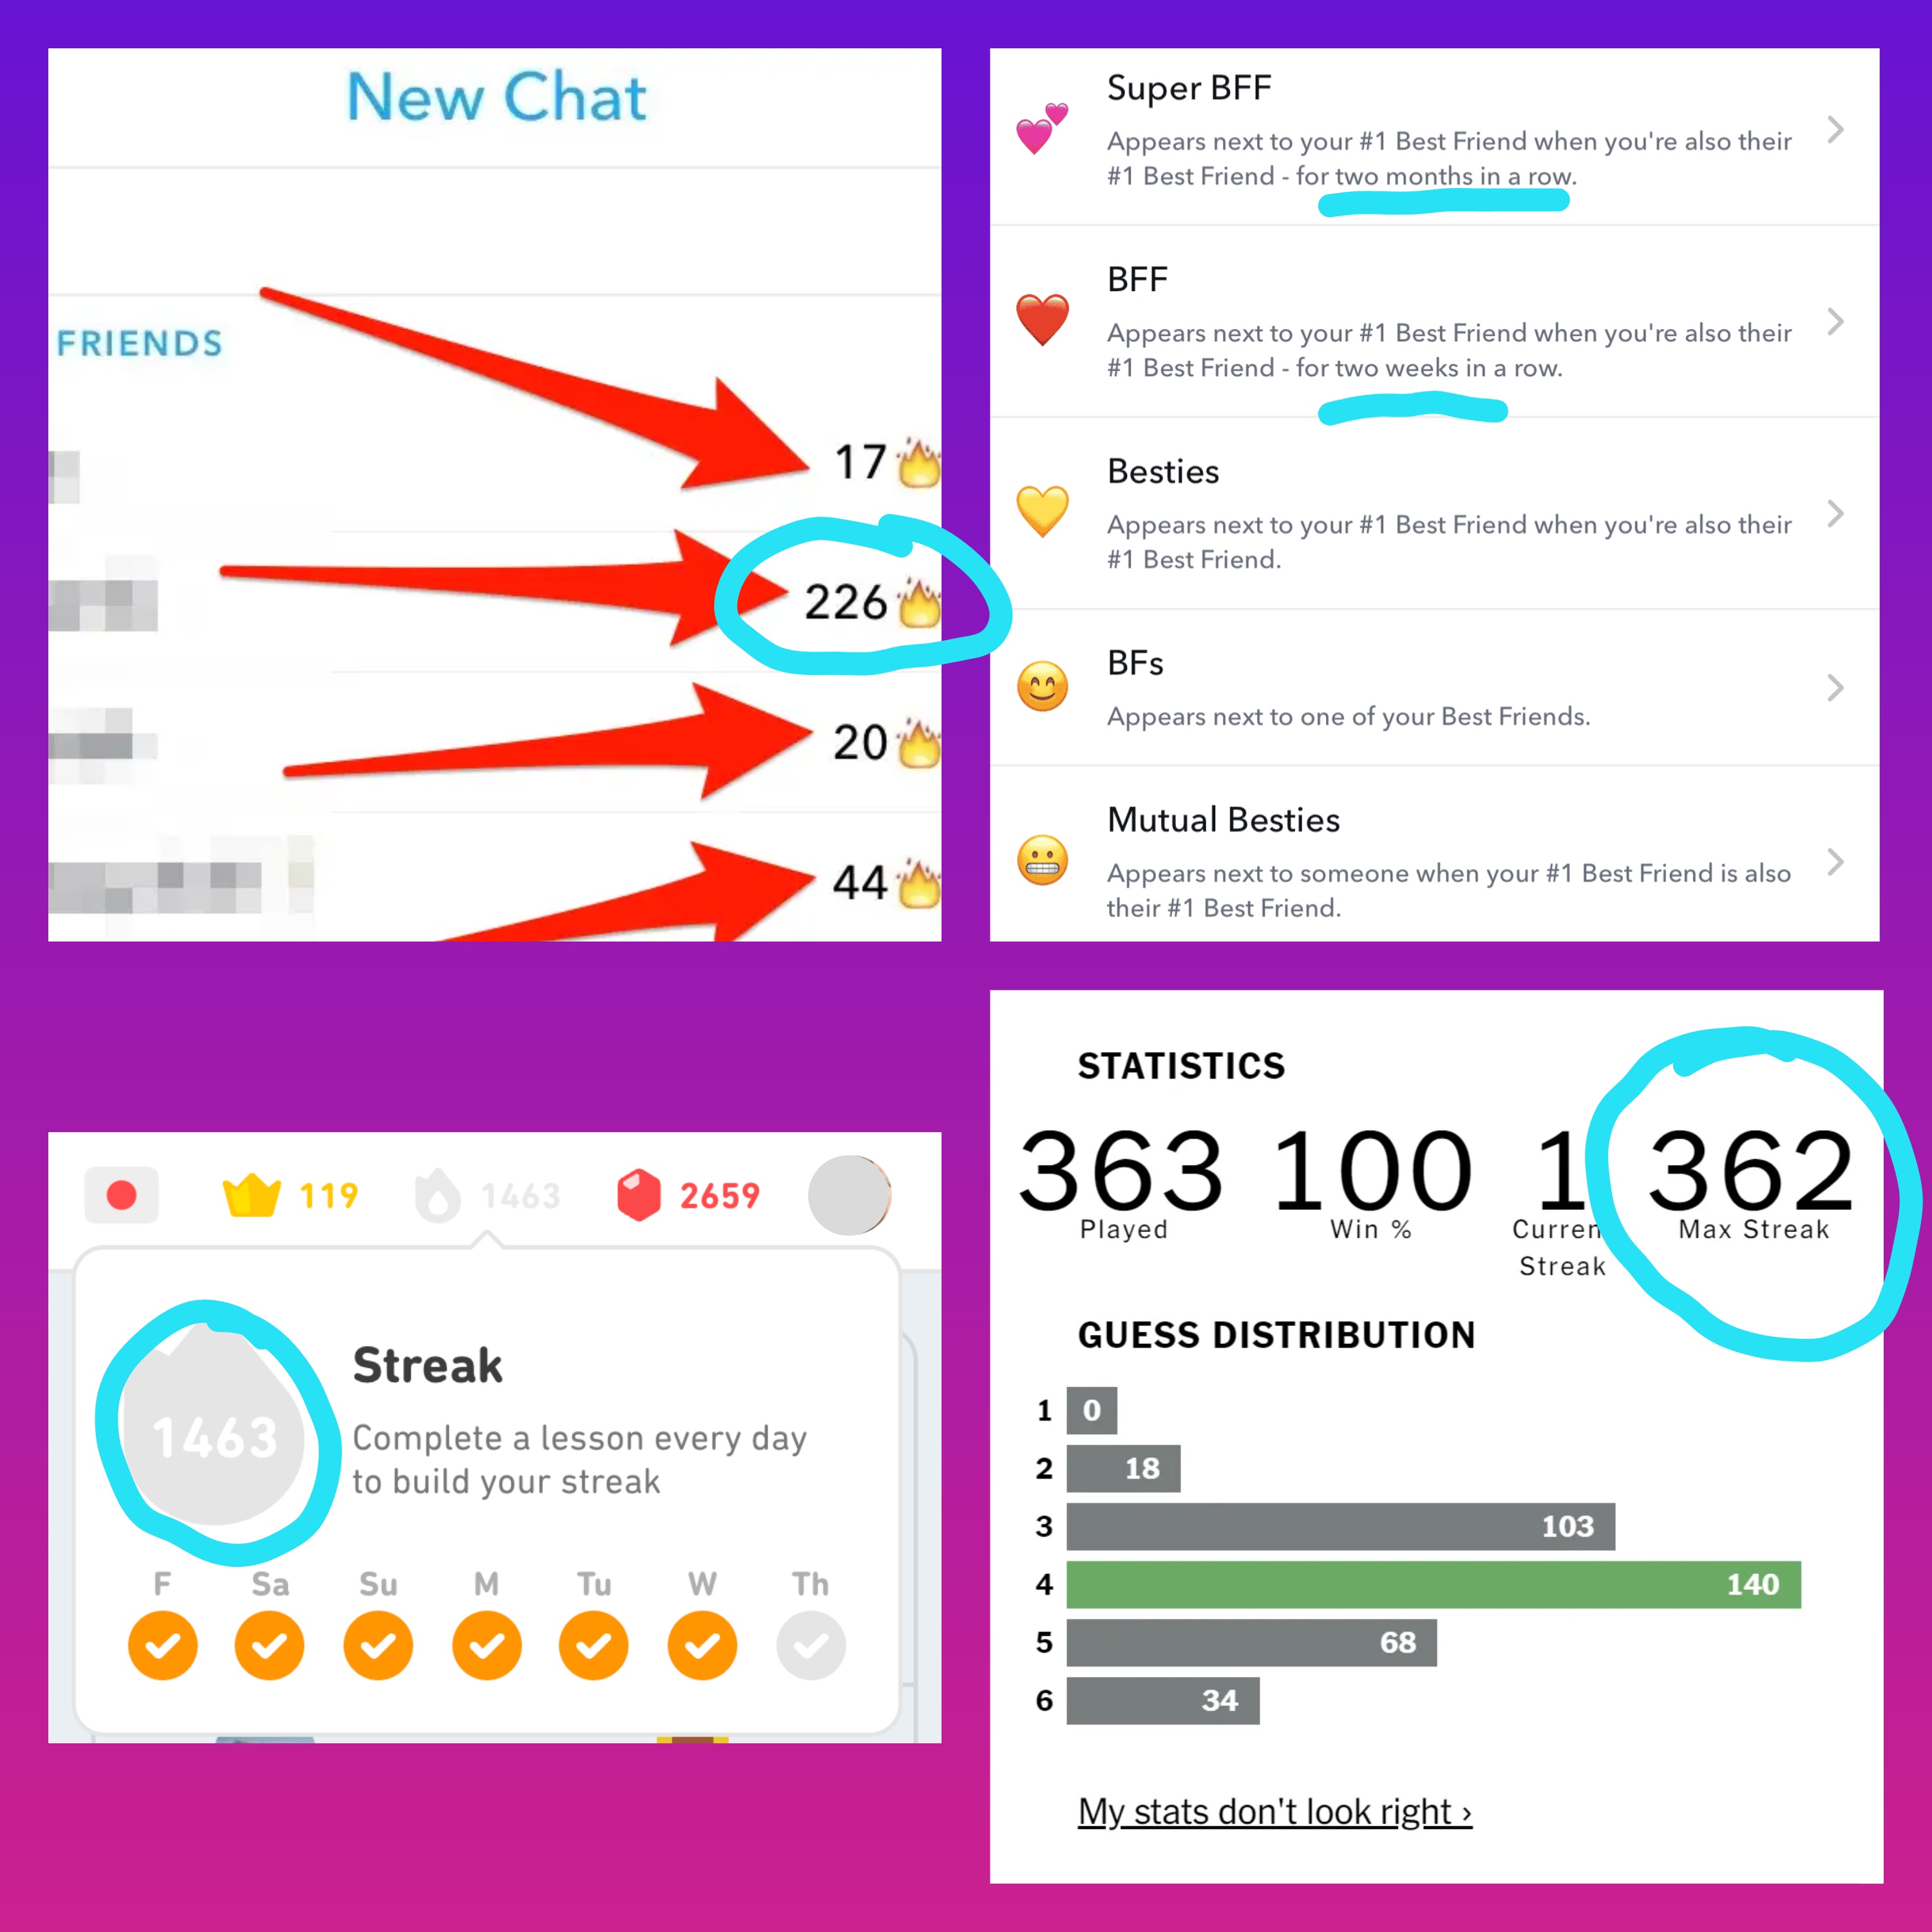 New Chat
FRIENDS
17🔥
226🔥
20🔥
44🔥
Super BFF
Appears next to your #1 Best Friend when you're also their
#1 Best Friend - for two months in a row.
BFF
Appears next to your #1 Best Friend when you're also their
#1 Best Friend - for two weeks in a row.
Besties
Appears next to your #1 Best Friend when you're also their
#1 Best Friend.
BFs
Appears next to one of your Best Friends.
Mutual Besties
Appears next to someone when your #1 Best Friend is also
their #1 Best Friend.
119 1463 2659
Streak
1463
Complete a lesson every day
to build your streak
F Sa Su M Tu W Th
STATISTICS
363 100 1 362
Played Win % Curren Max Streak
Streak
GUESS DISTRIBUTION
1 0
2 18
3 103
4 140
5 68
6 34
My stats don't look right ›